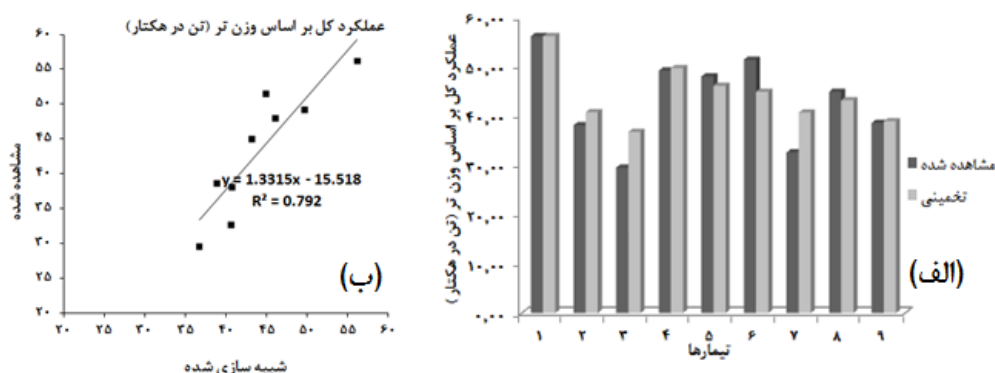 عملکرد کل بر اساس وزن تر (تن در هکتار)
۶۰
۵۵
۵۰
۴۵
۴۰
۳۵
۳۰
۲۵
۲۰
مشاهده شده
y = 1.3315x - 15.518
R² = 0.792
(ب)
۲۰ ۲۵ ۳۰ ۳۵ ۴۰ ۴۵ ۵۰ ۵۵ ۶۰
شبیه سازی شده
عملکرد کل بر اساس وزن تر (تن در هکتار)
۶۰,۰۰
۵۰,۰۰
۴۰,۰۰
۳۰,۰۰
۲۰,۰۰
۱۰,۰۰
۰,۰۰
۱ ۲ ۳ ۴ ۵ ۶ ۷ ۸ ۹
تیمارها
مشاهده شده
تخمینی
(الف)